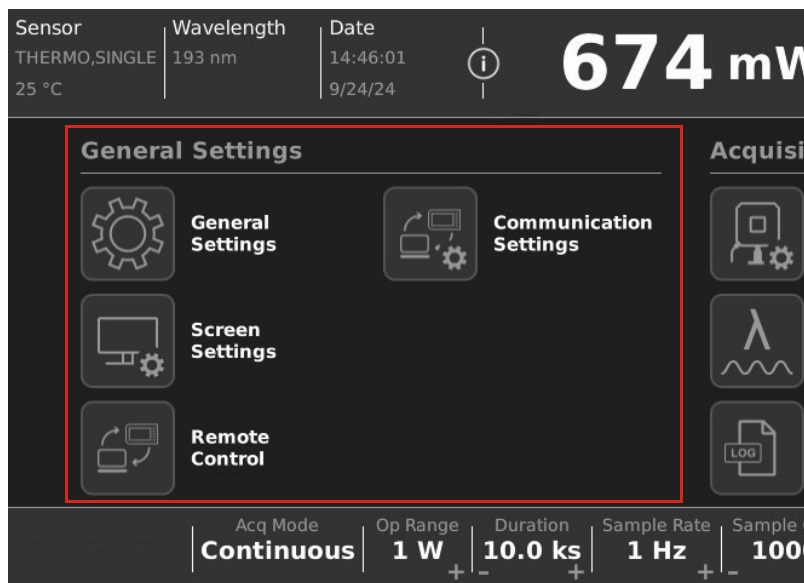 Sensor
THERMO,SINGLE
25 °C
Wavelength
193 nm
Date
14:46:01
9/24/24
i
674
General Settings
General
Settings
Communication
Settings
Screen
Settings
Remote
Control
λ
LOG
Acq Mode
Continuous
Op Range
1 W
+
Duration
10.0 ks
- +
Sample Rate
1 Hz
+
Sample
-